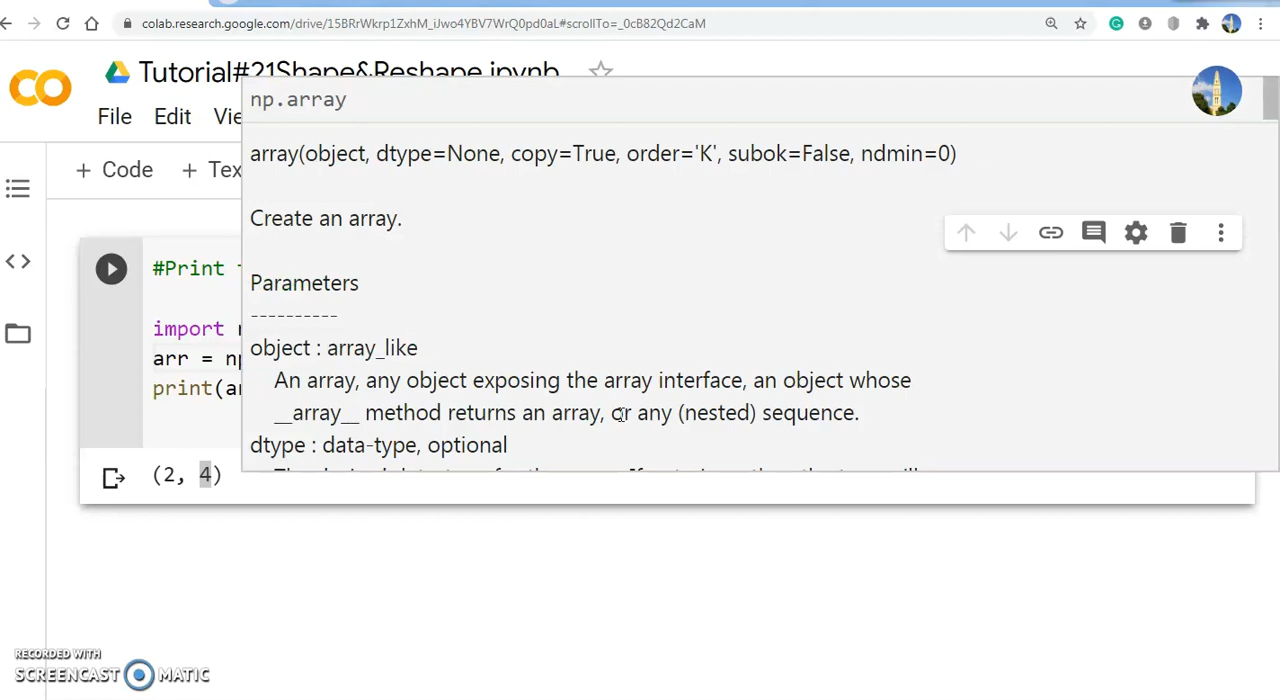 colab.research.google.com/drive/15BRrWkrp1ZxhM_iJwo4YBV7WrQ0pd0aL#scrollTo=_0cB82Qd2CaM
Tutorial#21Shape&Reshape.ipynb
File Edit Vie
np.array
array(object, dtype=None, copy=True, order='K', subok=False, ndmin=0)
+ Code + Tex
Create an array.
#Print
Parameters
----------
import
object : array_like
arr = np
An array, any object exposing the array interface, an object whose
print(ar
__array__ method returns an array, or any (nested) sequence.
dtype : data-type, optional
(2, 4)
RECORDED WITH
SCREENCAST MATIC